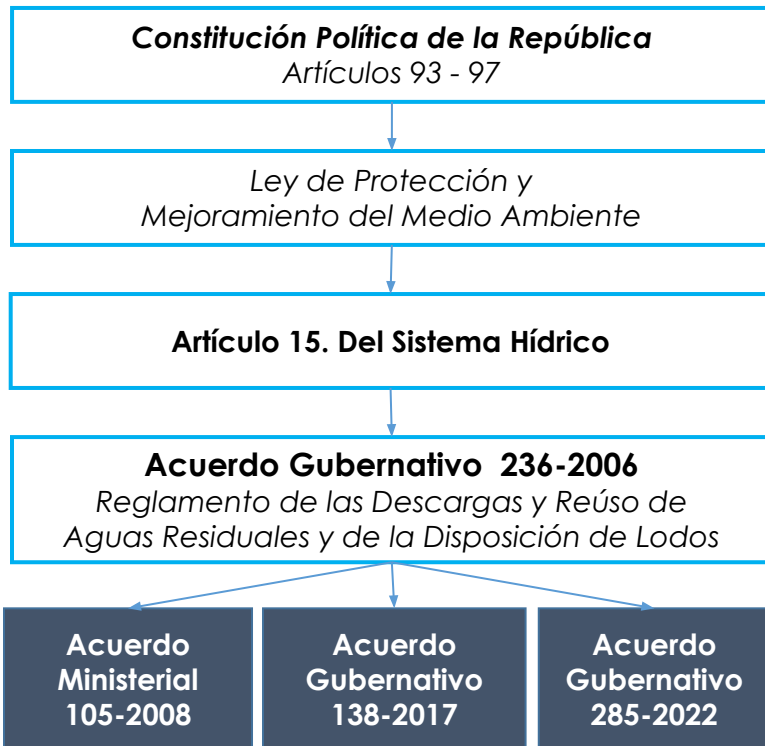 Constitución Política de la República
Artículos 93 - 97
Ley de Protección y
Mejoramiento del Medio Ambiente
Artículo 15. Del Sistema Hídrico
Acuerdo Gubernativo 236-2006
Reglamento de las Descargas y Reúso de
Aguas Residuales y de la Disposición de Lodos
Acuerdo
Ministerial
105-2008
Acuerdo
Gubernativo
138-2017
Acuerdo
Gubernativo
285-2022